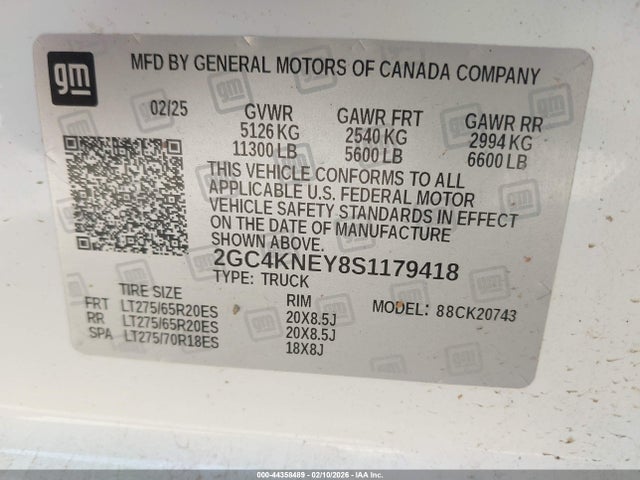 gm
MFD BY GENERAL MOTORS OF CANADA COMPANY
02/25 GVWR GAWR FRT GAWR RR
5126 KG 2540 KG 2994 KG
11300 LB 5600 LB 6600 LB
THIS VEHICLE CONFORMS TO ALL
APPLICABLE U.S. FEDERAL MOTOR
VEHICLE SAFETY STANDARDS IN EFFECT
ON THE DATE OF MANUFACTURE
SHOWN ABOVE.
2GC4KNEY8S1179418
TYPE: TRUCK
TIRE SIZE RIM MODEL: 88CK20743
FRT LT275/65R20ES 20X8.5J
RR LT275/65R20ES 20X8.5J
SPA LT275/70R18ES 18X8J
000-44358489 - 02/10/2026 - IAA, Inc.